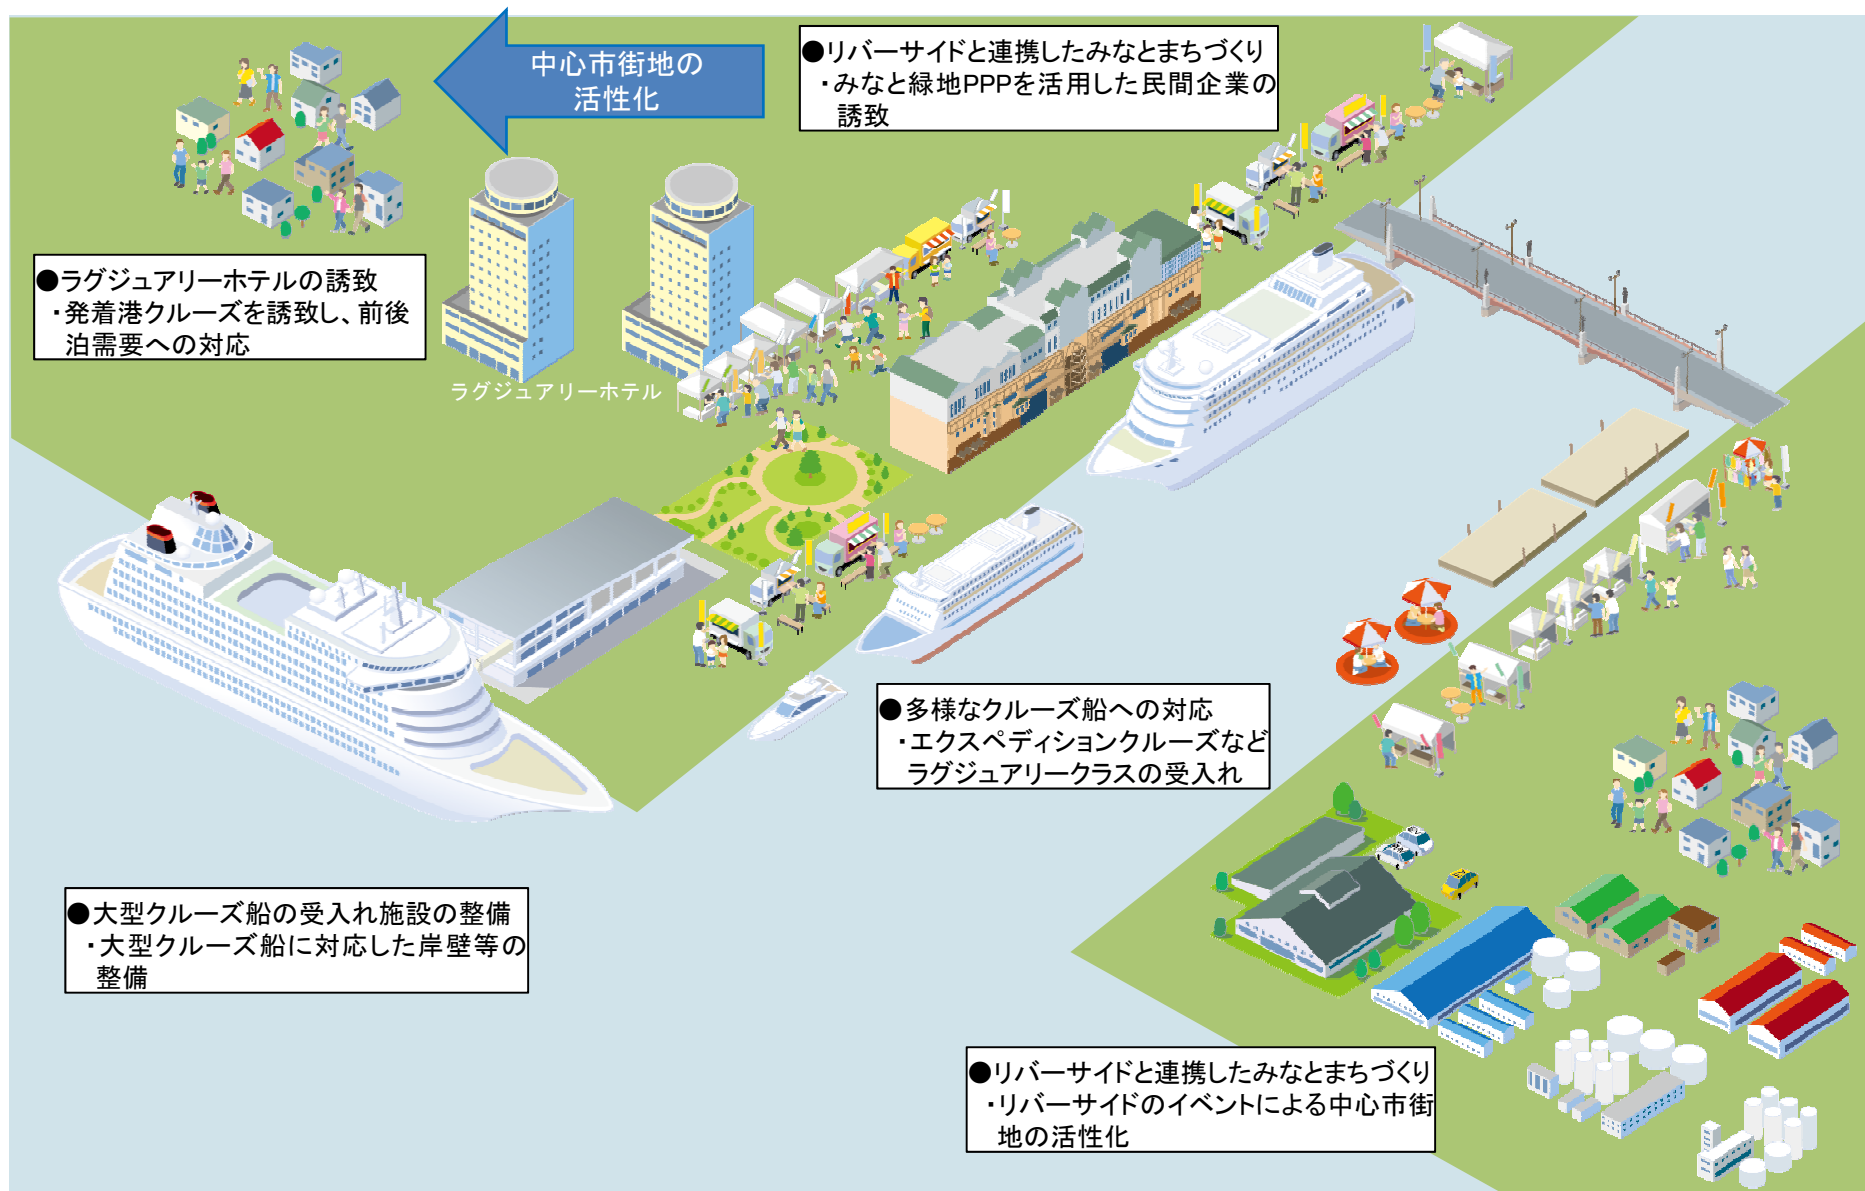 中心市街地の
活性化
●リバーサイドと連携したみなとまちづくり
・みなと緑地PPPを活用した民間企業の
誘致
●ラグジュアリーホテルの誘致
・発着港クルーズを誘致し、前後
泊需要への対応
ラグジュアリーホテル
●多様なクルーズ船への対応
・エクスペディションクルーズなど
ラグジュアリークラスの受入れ
●大型クルーズ船の受入れ施設の整備
・大型クルーズ船に対応した岸壁等の
整備
●リバーサイドと連携したみなとまちづくり
・リバーサイドのイベントによる中心市街
地の活性化